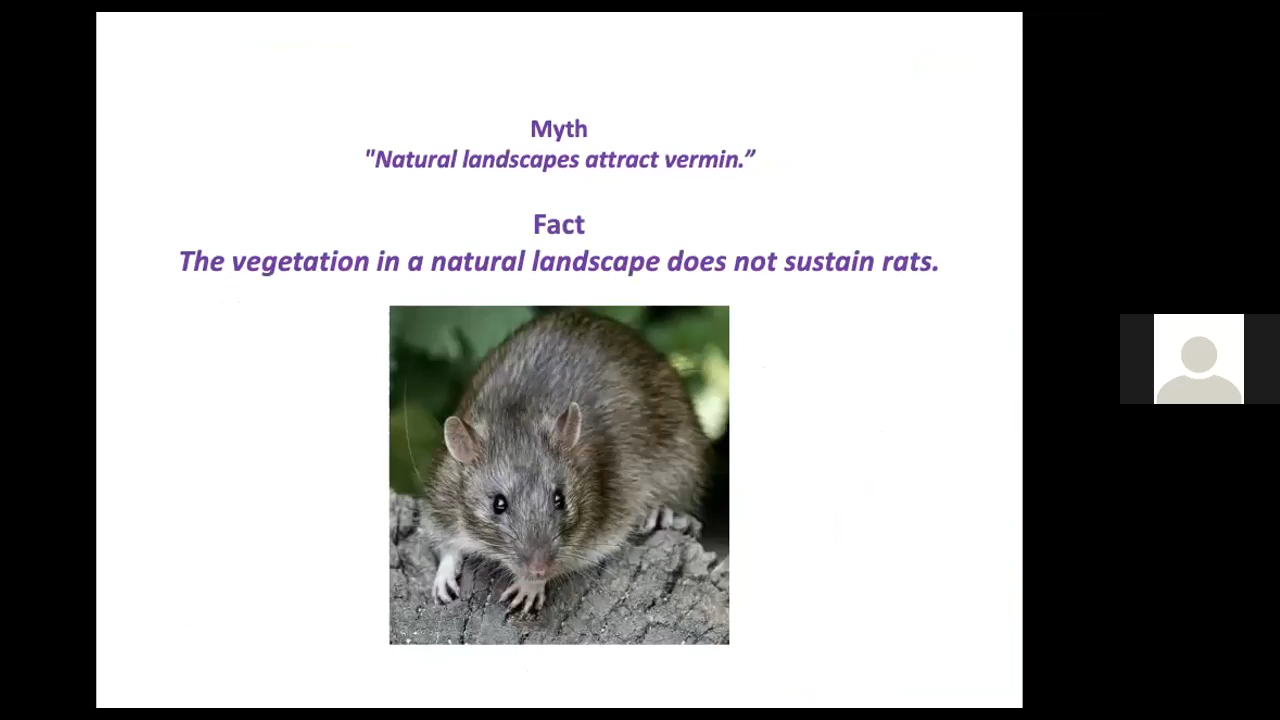 Myth
"Natural landscapes attract vermin.”
Fact
The vegetation in a natural landscape does not sustain rats.